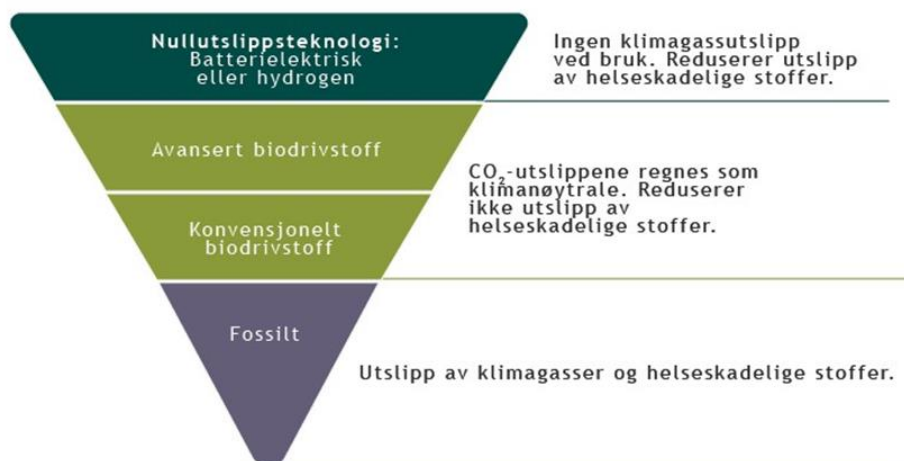 Nullutslippsteknologi:
Batterielektrisk
eller hydrogen
Ingen klimagassutslipp
ved bruk. Reduserer utslipp
av helseskadelige stoffer.
Avansert biodrivstoff
Konvensjonelt
biodrivstoff
CO₂-utslippene regnes som
klimanøytrale. Reduserer
ikke utslipp av
helseskadelige stoffer.
Fossilt
Utslipp av klimagasser og helseskadelige stoffer.